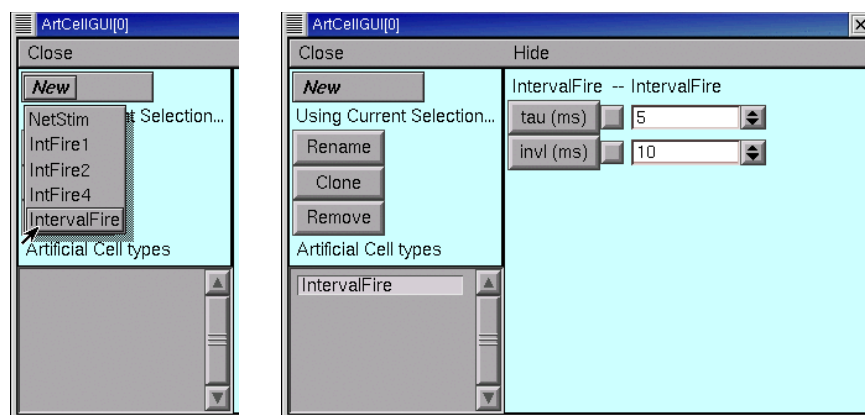 ArtCellGUI[0]
Close
New
t Selection...
NetStim
IntFire1
IntFire2
IntFire4
IntervalFire
Artificial Cell types
ArtCellGUI[0]
Close Hide
New
Using Current Selection...
Rename
Clone
Remove
Artificial Cell types
IntervalFire
IntervalFire -- IntervalFire
tau (ms) 5
invl (ms) 10